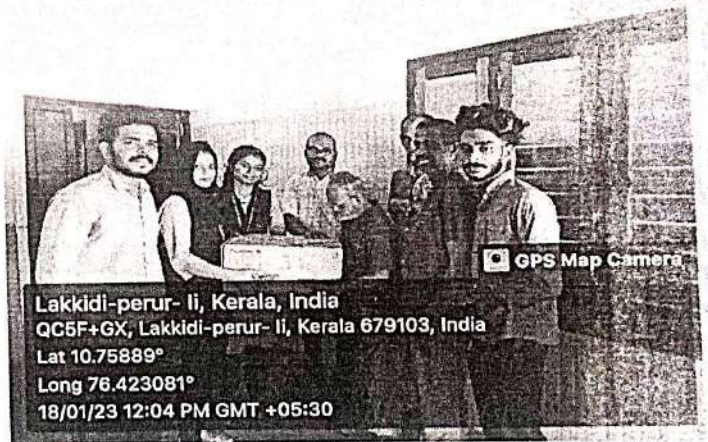 GPS Map Camera
Lakkidi-perur- Ii, Kerala, India
QC5F+GX, Lakkidi-perur- Ii, Kerala 679103, India
Lat 10.75889°
Long 76.423081°
18/01/23 12:04 PM GMT +05:30